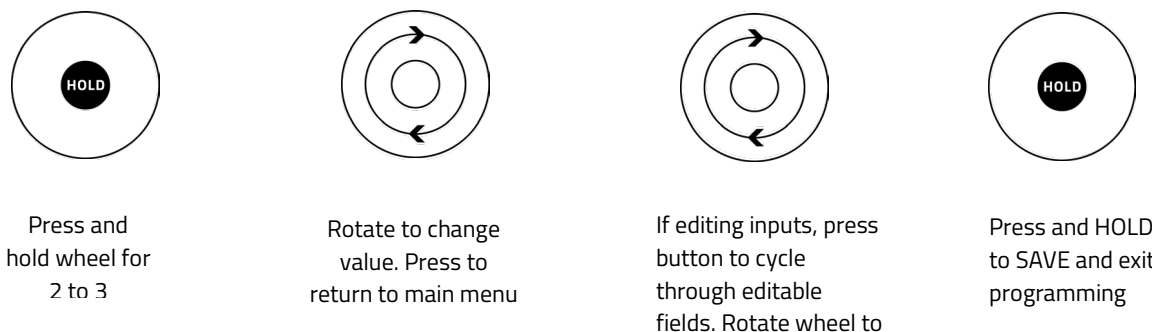 HOLD
Press and
hold wheel for
2 to 3
Rotate to change
value. Press to
return to main menu
If editing inputs, press
button to cycle
through editable
fields. Rotate wheel to
HOLD
Press and HOLD
to SAVE and exit
programming